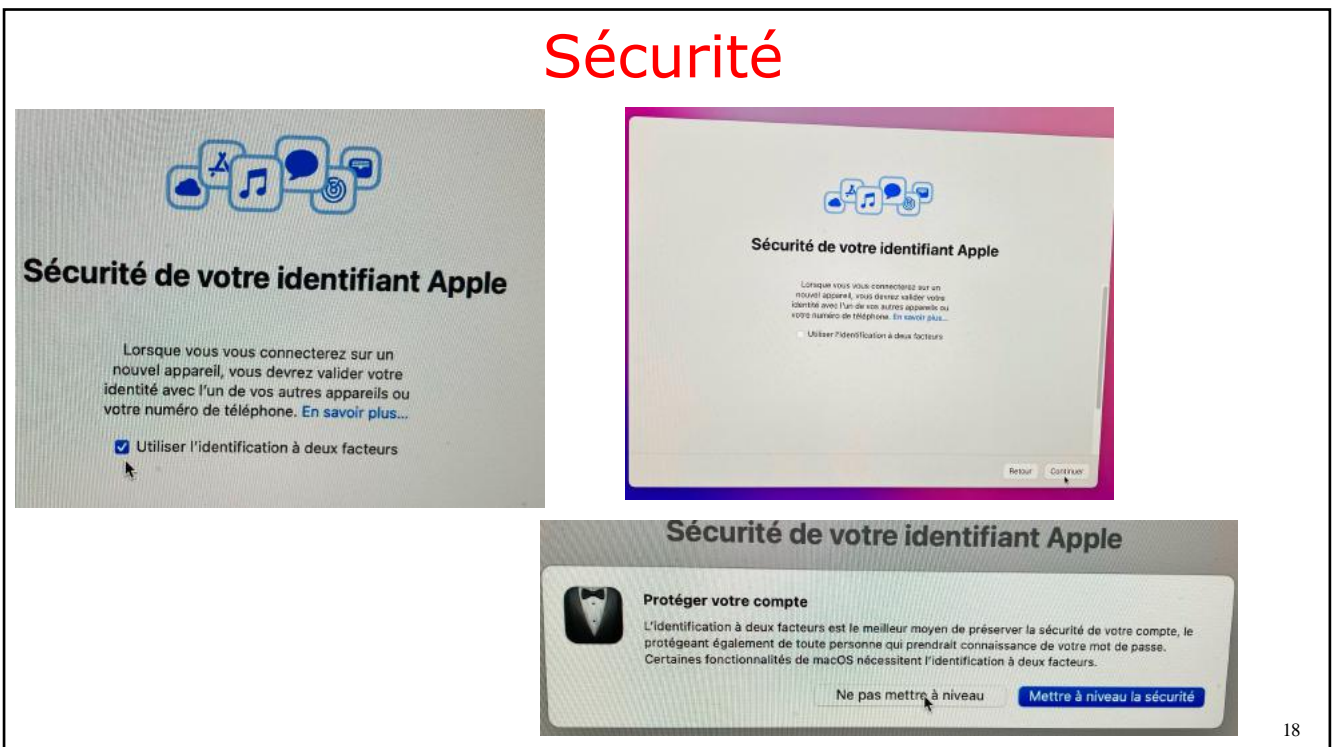 Sécurité
Sécurité de votre identifiant Apple
Lorsque vous vous connecterez sur un
nouvel appareil, vous devrez valider votre
identité avec l'un de vos autres appareils ou
votre numéro de téléphone. En savoir plus...
Utiliser l'identification à deux facteurs
Sécurité de votre identifiant Apple
Lorsque vous vous connecterez sur un
nouvel appareil, vous devrez valider votre
identité avec l'un de vos autres appareils ou
votre numéro de téléphone. En savoir plus...
Utiliser l'identification à deux facteurs
Retour Continuer
Sécurité de votre identifiant Apple
Protéger votre compte
L'identification à deux facteurs est le meilleur moyen de préserver la sécurité de votre compte, le
protégeant également de toute personne qui prendrait connaissance de votre mot de passe.
Certaines fonctionnalités de macOS nécessitent l'identification à deux facteurs.
Ne pas mettre à niveau Mettre à niveau la sécurité
18